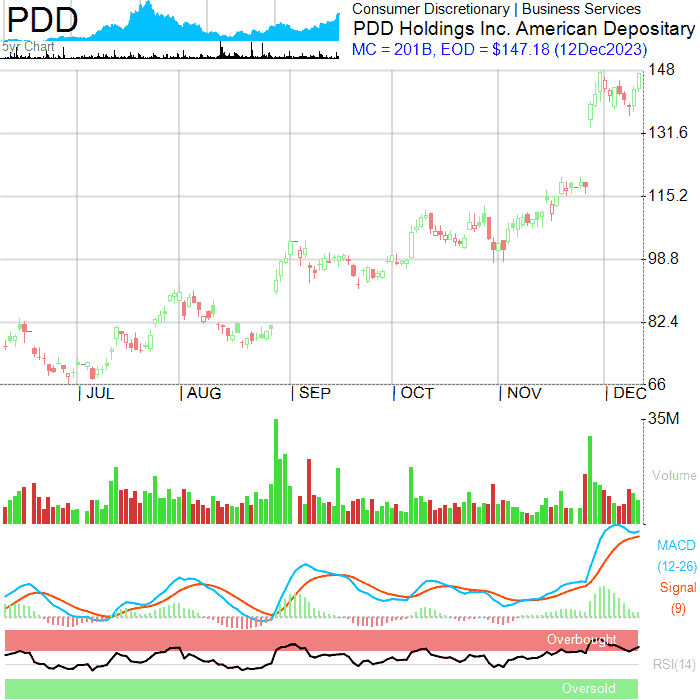 PDD
5yr Chart
Consumer Discretionary | Business Services
PDD Holdings Inc. American Depositary
MC = 201B, EOD = $147.18 (12Dec2023)
148
131.6
115.2
98.8
82.4
66
| JUL | AUG | SEP | OCT | NOV | DEC
35M
Volume
MACD
(12-26)
Signal
(9)
Overbought
RSI(14)
Oversold